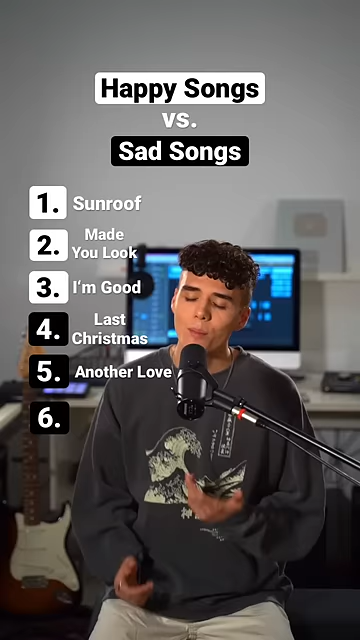 Happy Songs
vs.
Sad Songs
1. Sunroof
2. Made
You Look
3. I'm Good
4. Last
Christmas
5. Another Love
6.